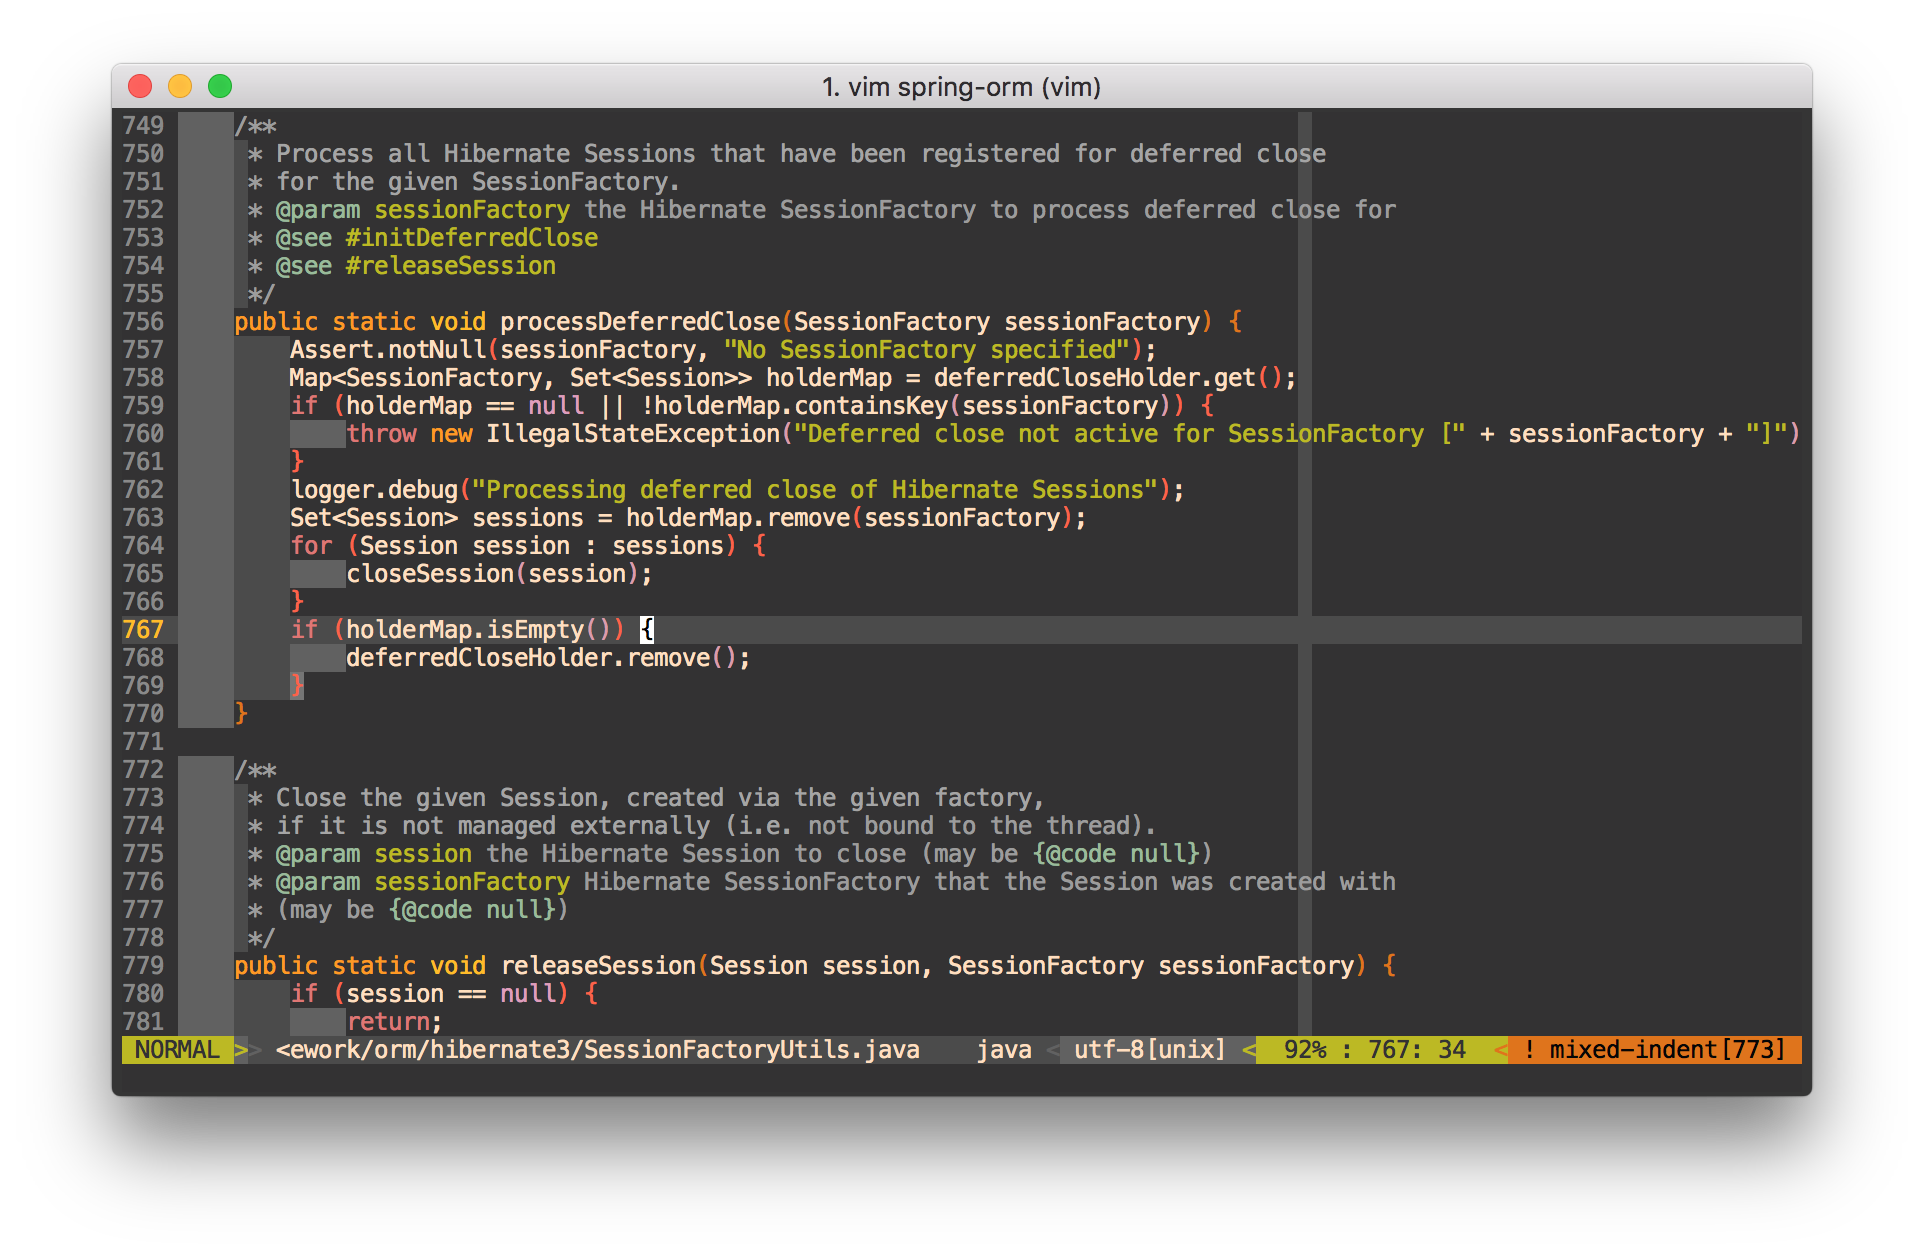 1. vim spring-orm (vim)
749 /**
750 * Process all Hibernate Sessions that have been registered for deferred close
751 * for the given SessionFactory.
752 * @param sessionFactory the Hibernate SessionFactory to process deferred close for
753 * @see #initDeferredClose
754 * @see #releaseSession
755 */
756 public static void processDeferredClose(SessionFactory sessionFactory) {
757 Assert.notNull(sessionFactory, "No SessionFactory specified");
758 Map<SessionFactory, Set<Session>> holderMap = deferredCloseHolder.get();
759 if (holderMap == null || !holderMap.containsKey(sessionFactory)) {
760 throw new IllegalStateException("Deferred close not active for SessionFactory [" + sessionFactory + "]")
761 }
762 logger.debug("Processing deferred close of Hibernate Sessions");
763 Set<Session> sessions = holderMap.remove(sessionFactory);
764 for (Session session : sessions) {
765 closeSession(session);
766 }
767 if (holderMap.isEmpty()) {
768 deferredCloseHolder.remove();
769 }
770 }
771
772 /**
773 * Close the given Session, created via the given factory,
774 * if it is not managed externally (i.e. not bound to the thread).
775 * @param session the Hibernate Session to close (may be {@code null})
776 * @param sessionFactory Hibernate SessionFactory that the Session was created with
777 * (may be {@code null})
778 */
779 public static void releaseSession(Session session, SessionFactory sessionFactory) {
780 if (session == null) {
781 return;
NORMAL >> <ework/orm/hibernate3/SessionFactoryUtils.java java < utf-8[unix] < 92% : 767: 34 < ! mixed-indent[773]